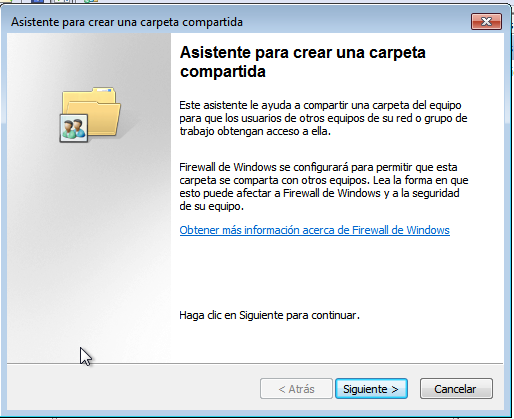 Asistente para crear una carpeta compartida
Asistente para crear una carpeta
compartida
Este asistente le ayuda a compartir una carpeta del equipo
para que los usuarios de otros equipos de su red o grupo de
trabajo obtengan acceso a ella.
Firewall de Windows se configurará para permitir que esta
carpeta se comparta con otros equipos. Lea la forma en que
esto puede afectar a Firewall de Windows y a la seguridad
de su equipo.
Obtener más información acerca de Firewall de Windows
Haga clic en Siguiente para continuar.
< Atrás
Siguiente >
Cancelar